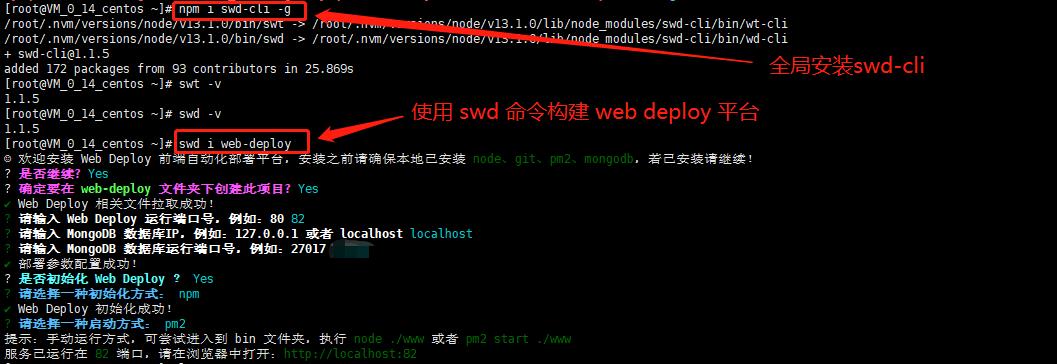 [root@VM_0_14_centos ~]# npm i swd-cli -g
/root/.nvm/versions/node/v13.1.0/bin/swt -> /root/.nvm/versions/node/v13.1.0/lib/node_modules/swd-cli/bin/wt-cli
/root/.nvm/versions/node/v13.1.0/bin/swd -> /root/.nvm/versions/node/v13.1.0/lib/node_modules/swd-cli/bin/wd-cli
+ swd-cli@1.1.5
added 172 packages from 93 contributors in 25.869s
全局安装swd-cli
[root@VM_0_14_centos ~]# swt -v
1.1.5
[root@VM_0_14_centos ~]# swd -v
使用 swd 命令构建 web deploy 平台
1.1.5
[root@VM_0_14_centos ~]# swd i web-deploy
☺ 欢迎安装 Web Deploy 前端自动化部署平台，安装之前请确保本地已安装 node、git、pm2、mongodb，若已安装请继续！
? 是否继续? Yes
? 确定要在 web-deploy 文件夹下创建此项目? Yes
✔ Web Deploy 相关文件拉取成功！
? 请输入 Web Deploy 运行端口号，例如：80 82
? 请输入 MongoDB 数据库IP，例如：127.0.0.1 或者 localhost localhost
? 请输入 MongoDB 数据库运行端口号，例如：27017
✔ 部署参数配置成功！
? 是否初始化 Web Deploy ? Yes
? 请选择一种初始化方式： npm
✔ Web Deploy 初始化成功！
? 请选择一种启动方式： pm2
提示：手动运行方式，可尝试进入到 bin 文件夹，执行 node ./www 或者 pm2 start ./www
服务已运行在 82 端口，请在浏览器中打开：http://localhost:82